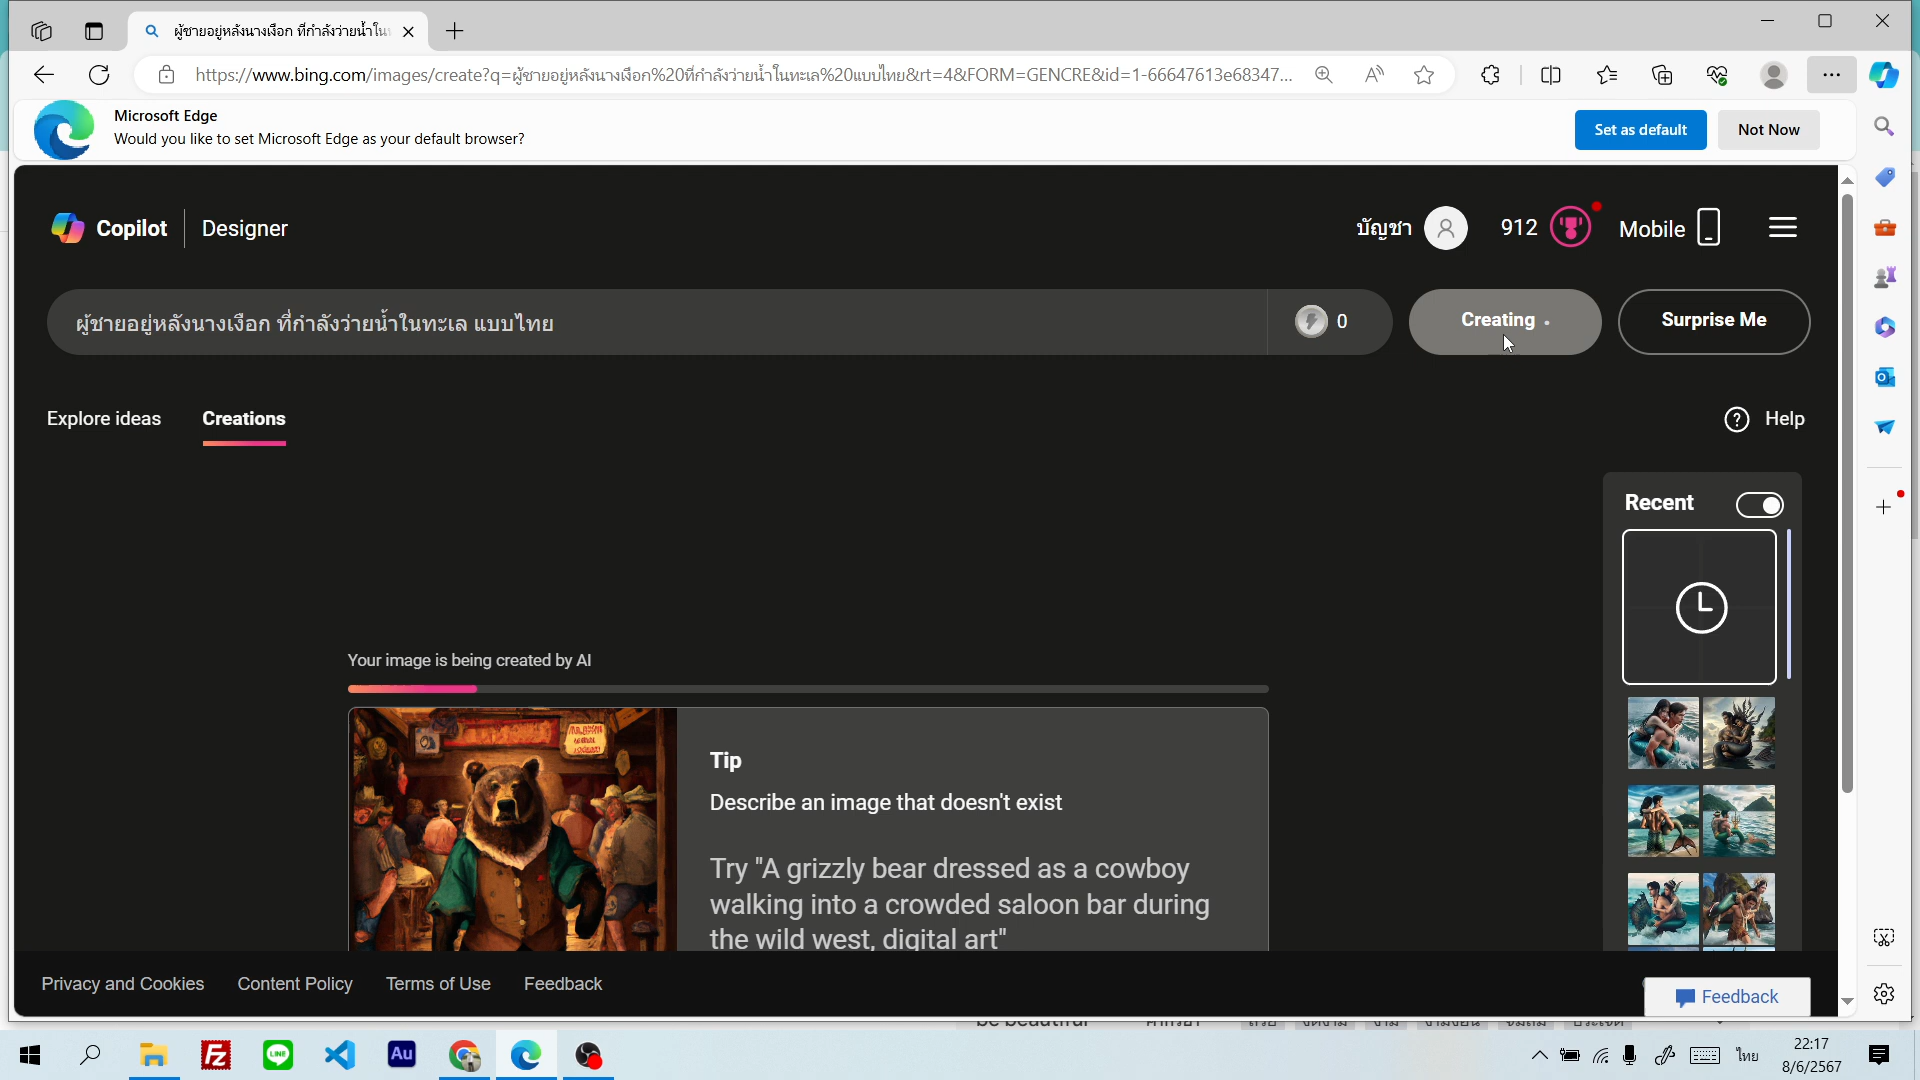 ผู้ชายอยู่หลังนางเงือก ที่กำลังว่ายน้ำใน
https://www.bing.com/images/create?q=ผู้ชายอยู่หลังนางเงือก%20ที่กำลังว่ายน้ำในทะเล%20แบบไทย&rt=4&FORM=GENCRE&id=1-66647613e68347...
Microsoft Edge
Would you like to set Microsoft Edge as your default browser?
Set as default
Not Now
Copilot
Designer
บัญชา
912
Mobile
ผู้ชายอยู่หลังนางเงือก ที่กำลังว่ายน้ำในทะเล แบบไทย
0
Creating
Surprise Me
Explore ideas
Creations
Help
Recent
Your image is being created by AI
Tip
Describe an image that doesn't exist
Try "A grizzly bear dressed as a cowboy
walking into a crowded saloon bar during
the wild west, digital art"
Privacy and Cookies
Content Policy
Terms of Use
Feedback
Feedback
Au
ไทย
22:17
8/6/2567